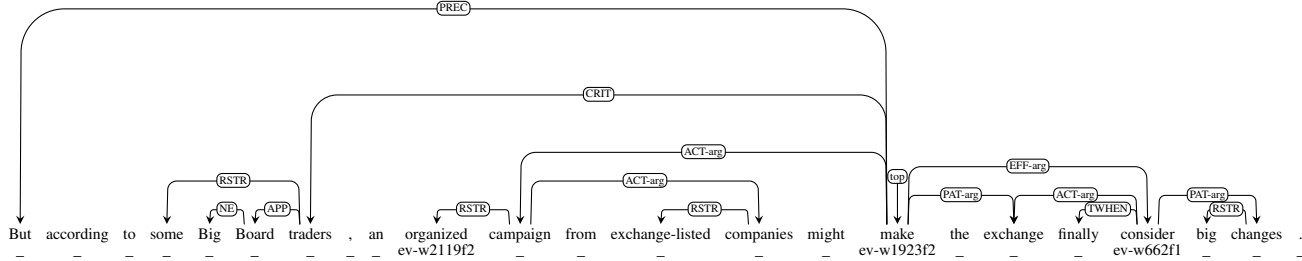 PREC
CRIT
ACT-arg
EFF-arg
top
RSTR ACT-arg PAT-arg ACT-arg PAT-arg
NE APP RSTR RSTR TWHEN RSTR
But according to some Big Board traders , an organized campaign from exchange-listed companies might make the exchange finally consider big changes .
ev-w2119f2 ev-w1923f2 ev-w662f1
_ _ _ _ _ _ _ _ _ _ _ _ _ _ _ _ _ _ _ _ _ _